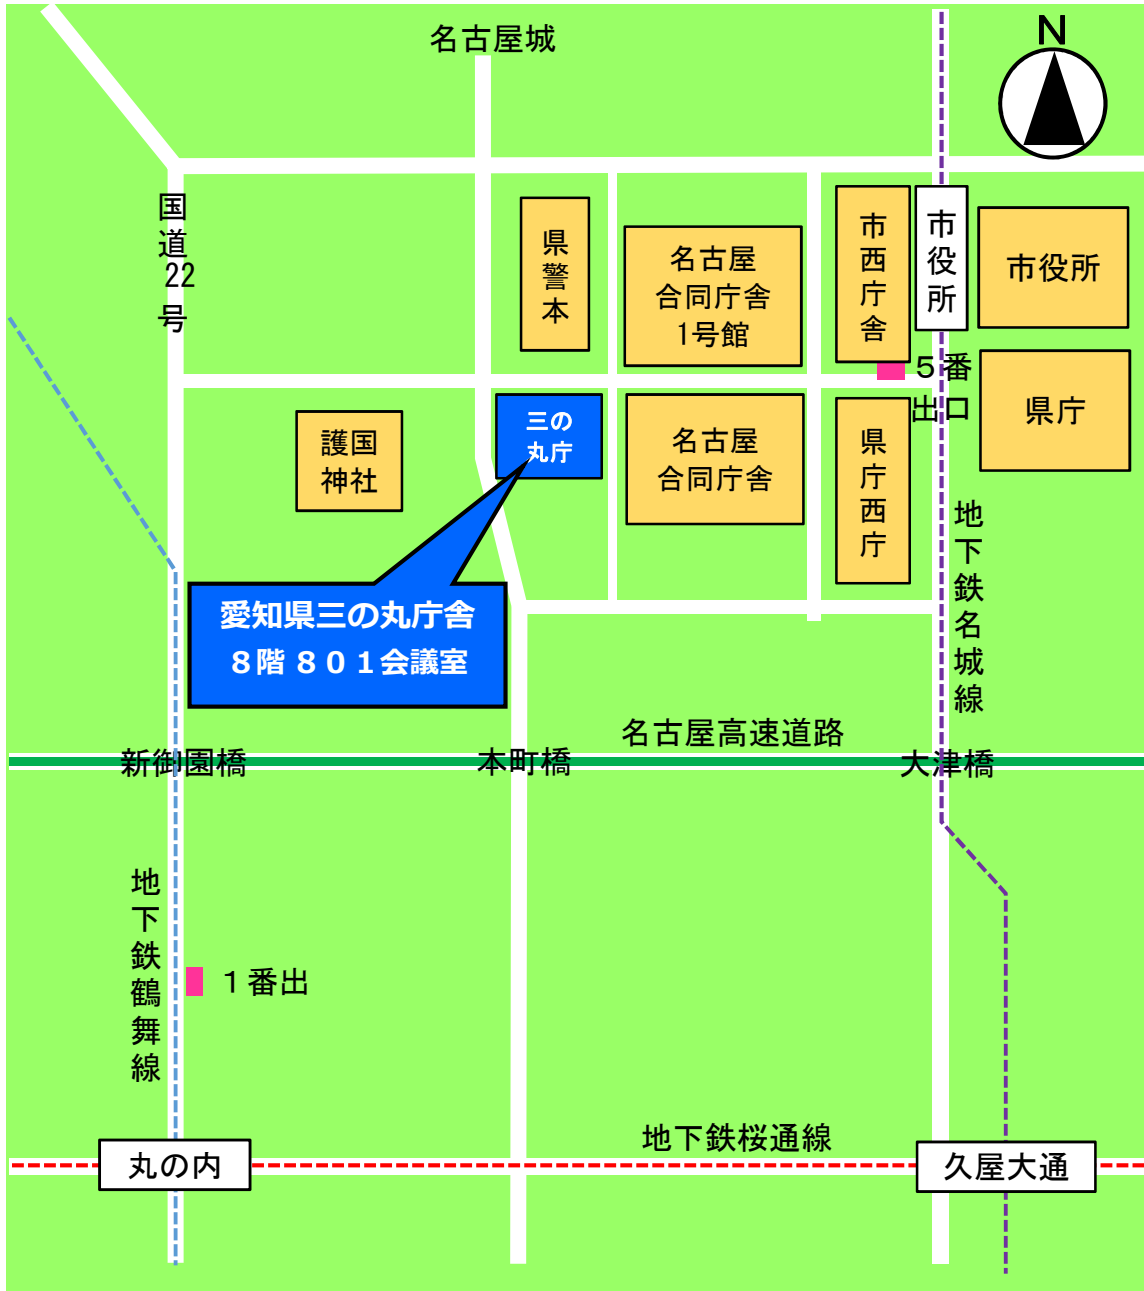 名古屋城
N
国道22号
県警本
名古屋
合同庁舎
1号館
市西庁舎
市役所
市役所
５番
出口
護国
神社
三の
丸庁
名古屋
合同庁舎
県庁西庁
県庁
愛知県三の丸庁舎
８階８０１会議室
地下鉄名城線
名古屋高速道路
新御園橋
本町橋
大津橋
地下鉄鶴舞線
１番出
地下鉄桜通線
丸の内
久屋大通